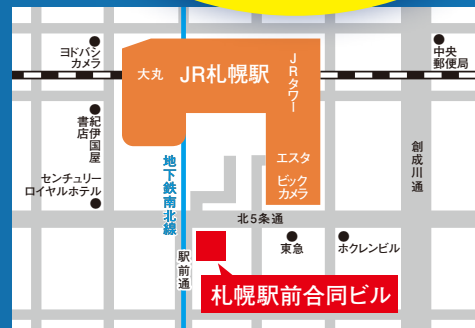 ヨドバシ
カメラ
大丸
JR札幌駅
JRタワー
中央
郵便局
紀伊国屋
書店
センチュリー
ロイヤルホテル
地下鉄南北線
エスタ
ビック
カメラ
創成川通
北5条通
駅前通
東急
ホクレンビル
札幌駅前合同ビル